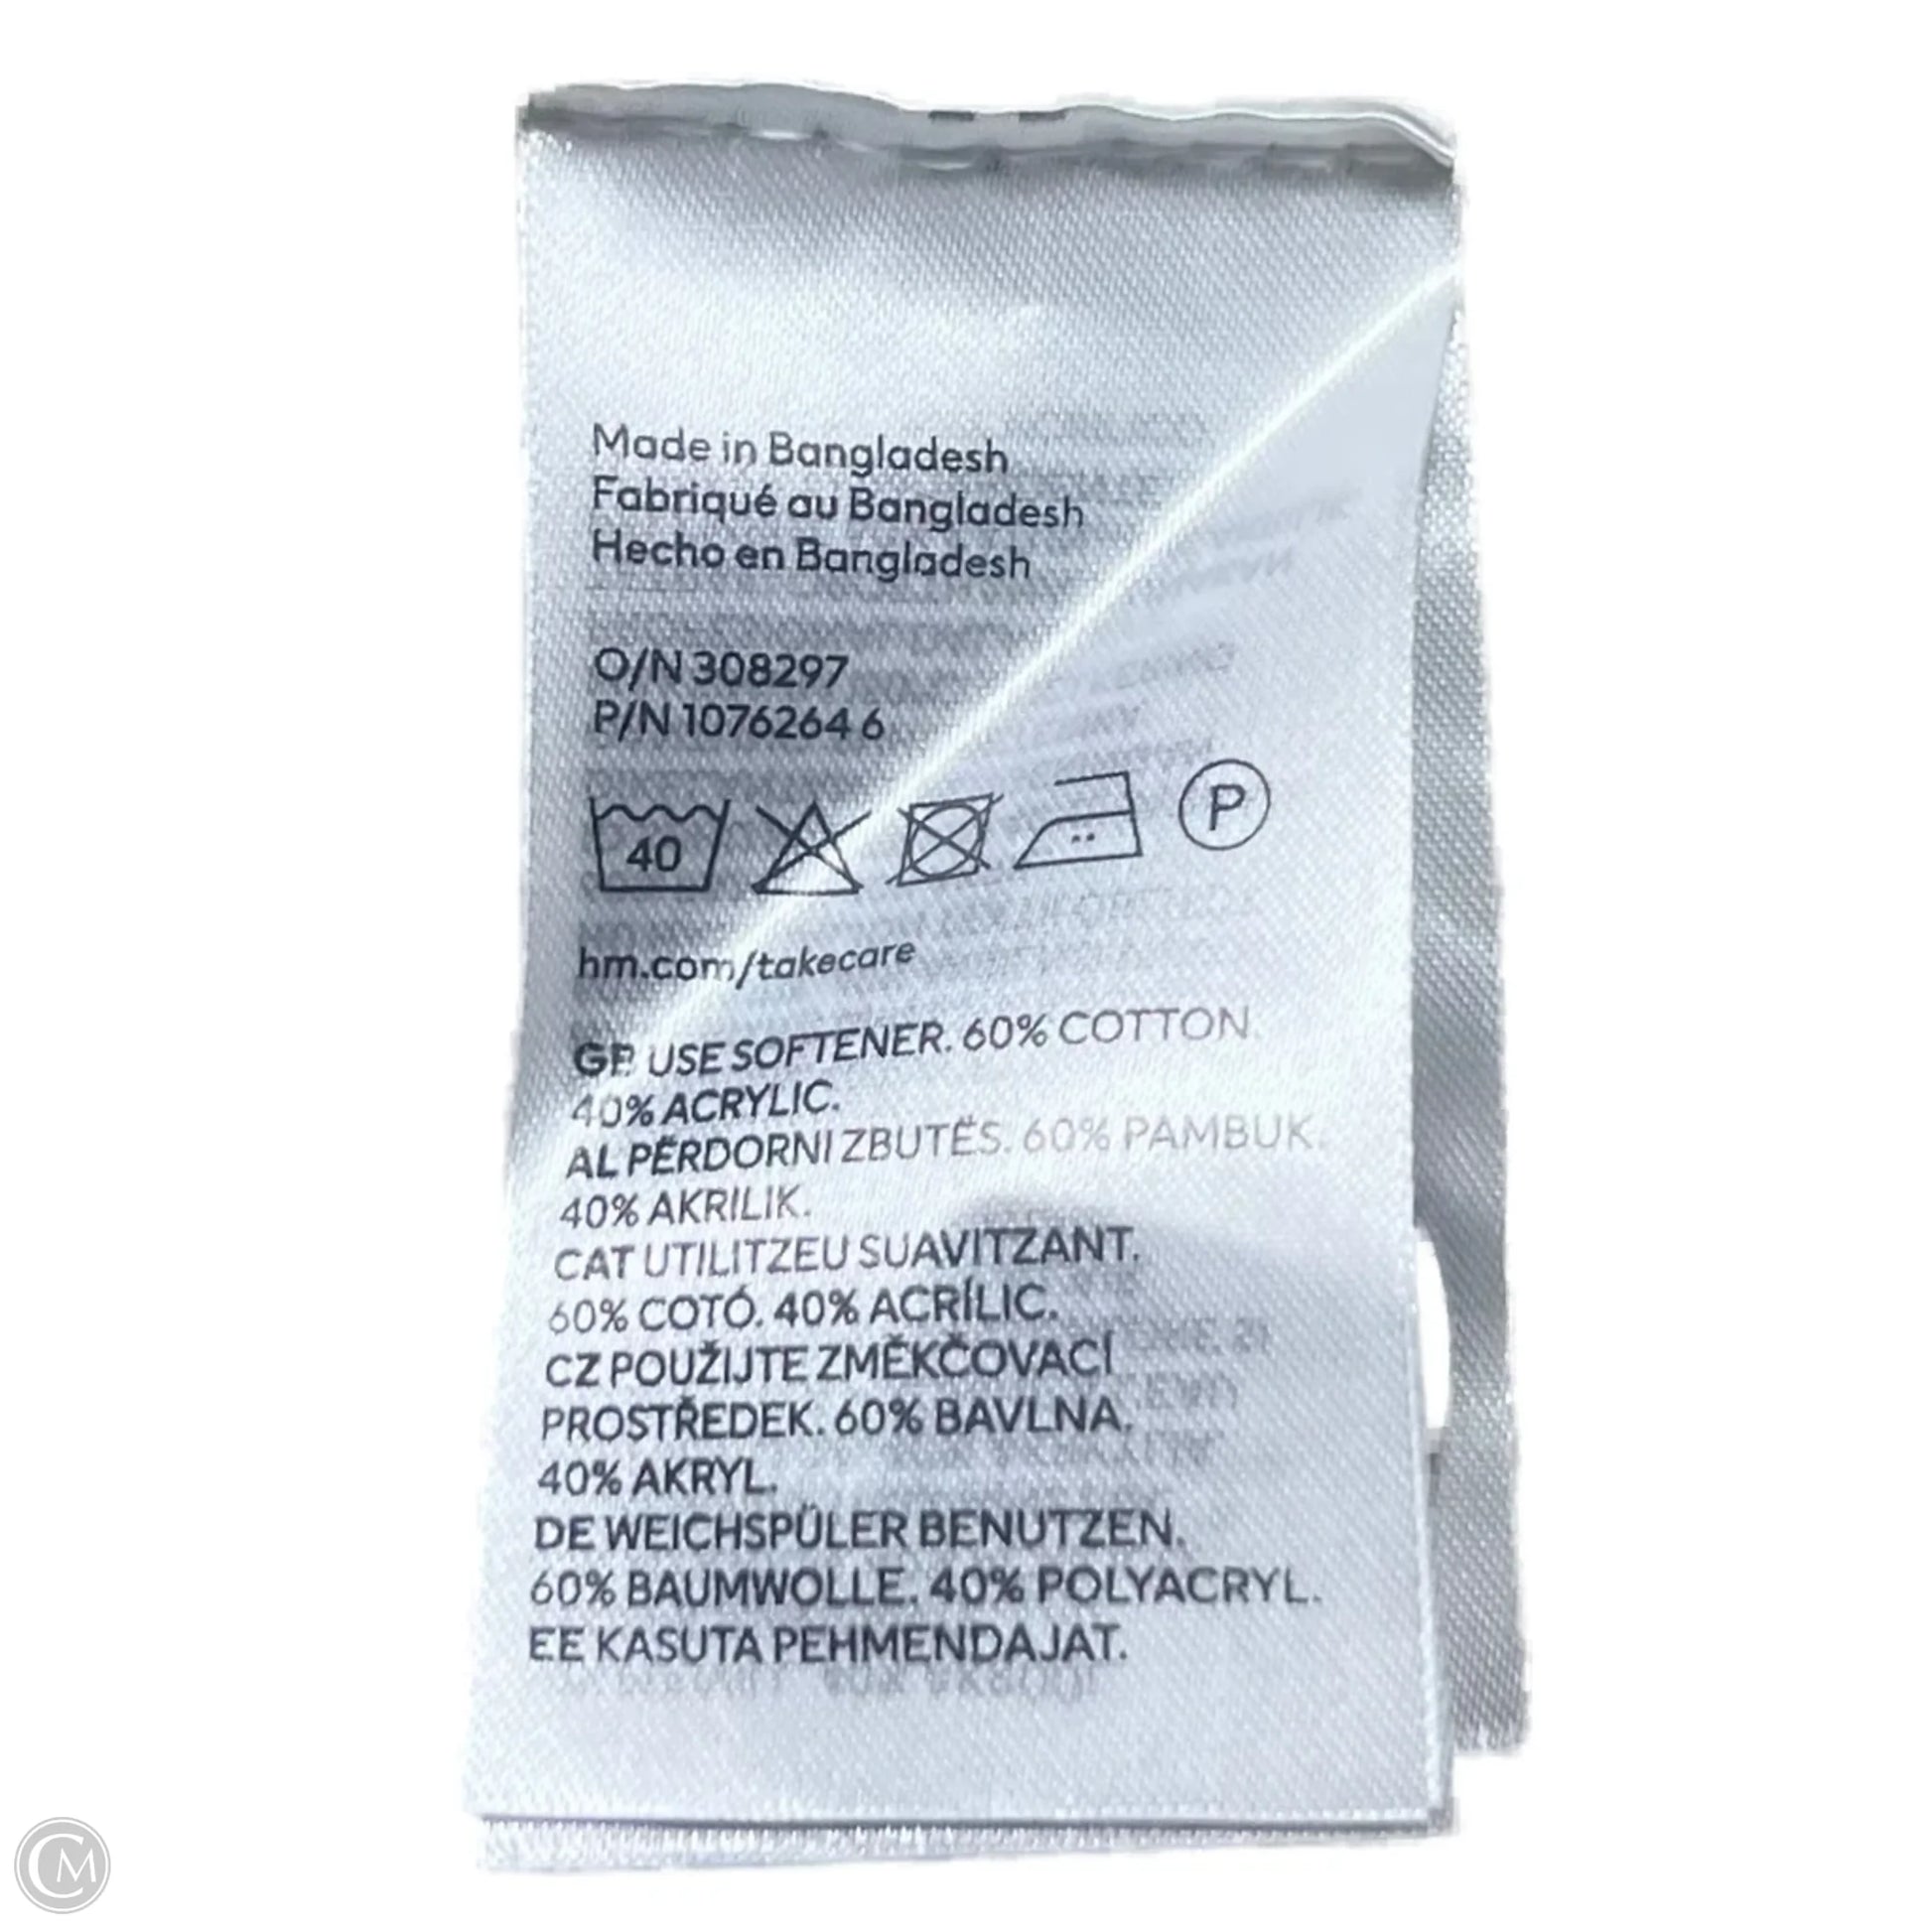 Made in Bangladesh
Fabriqué au Bangladesh
Hecho en Bangladesh
O/N 308297
P/N 1076264 6
40
P
hm.com/takecare
GB USE SOFTENER. 60% COTTON.
40% ACRYLIC.
AL PËRDORNI ZBUTËS. 60% PAMBUK.
40% AKRILIK.
CAT UTILITZEU SUAVITZANT.
60% COTÓ. 40% ACRÍLIC.
CZ POUŽIJTE ZMĚKČOVACÍ
PROSTŘEDEK. 60% BAVLNA.
40% AKRYL.
DE WEICHSPÜLER BENUTZEN.
60% BAUMWOLLE. 40% POLYACRYL.
EE KASUTA PEHMENDAJAT.
CM